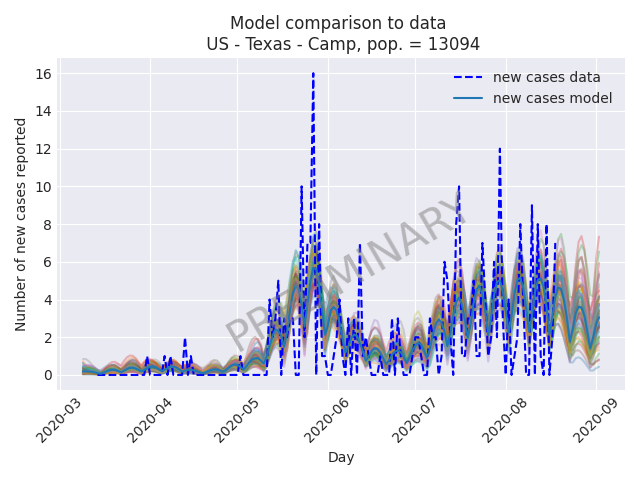 Model comparison to data
US - Texas - Camp, pop. = 13094
new cases data
new cases model
PRELIMINARY
Number of new cases reported
16
14
12
10
8
6
4
2
0
2020-03
2020-04
2020-05
2020-06
2020-07
2020-08
2020-09
Day